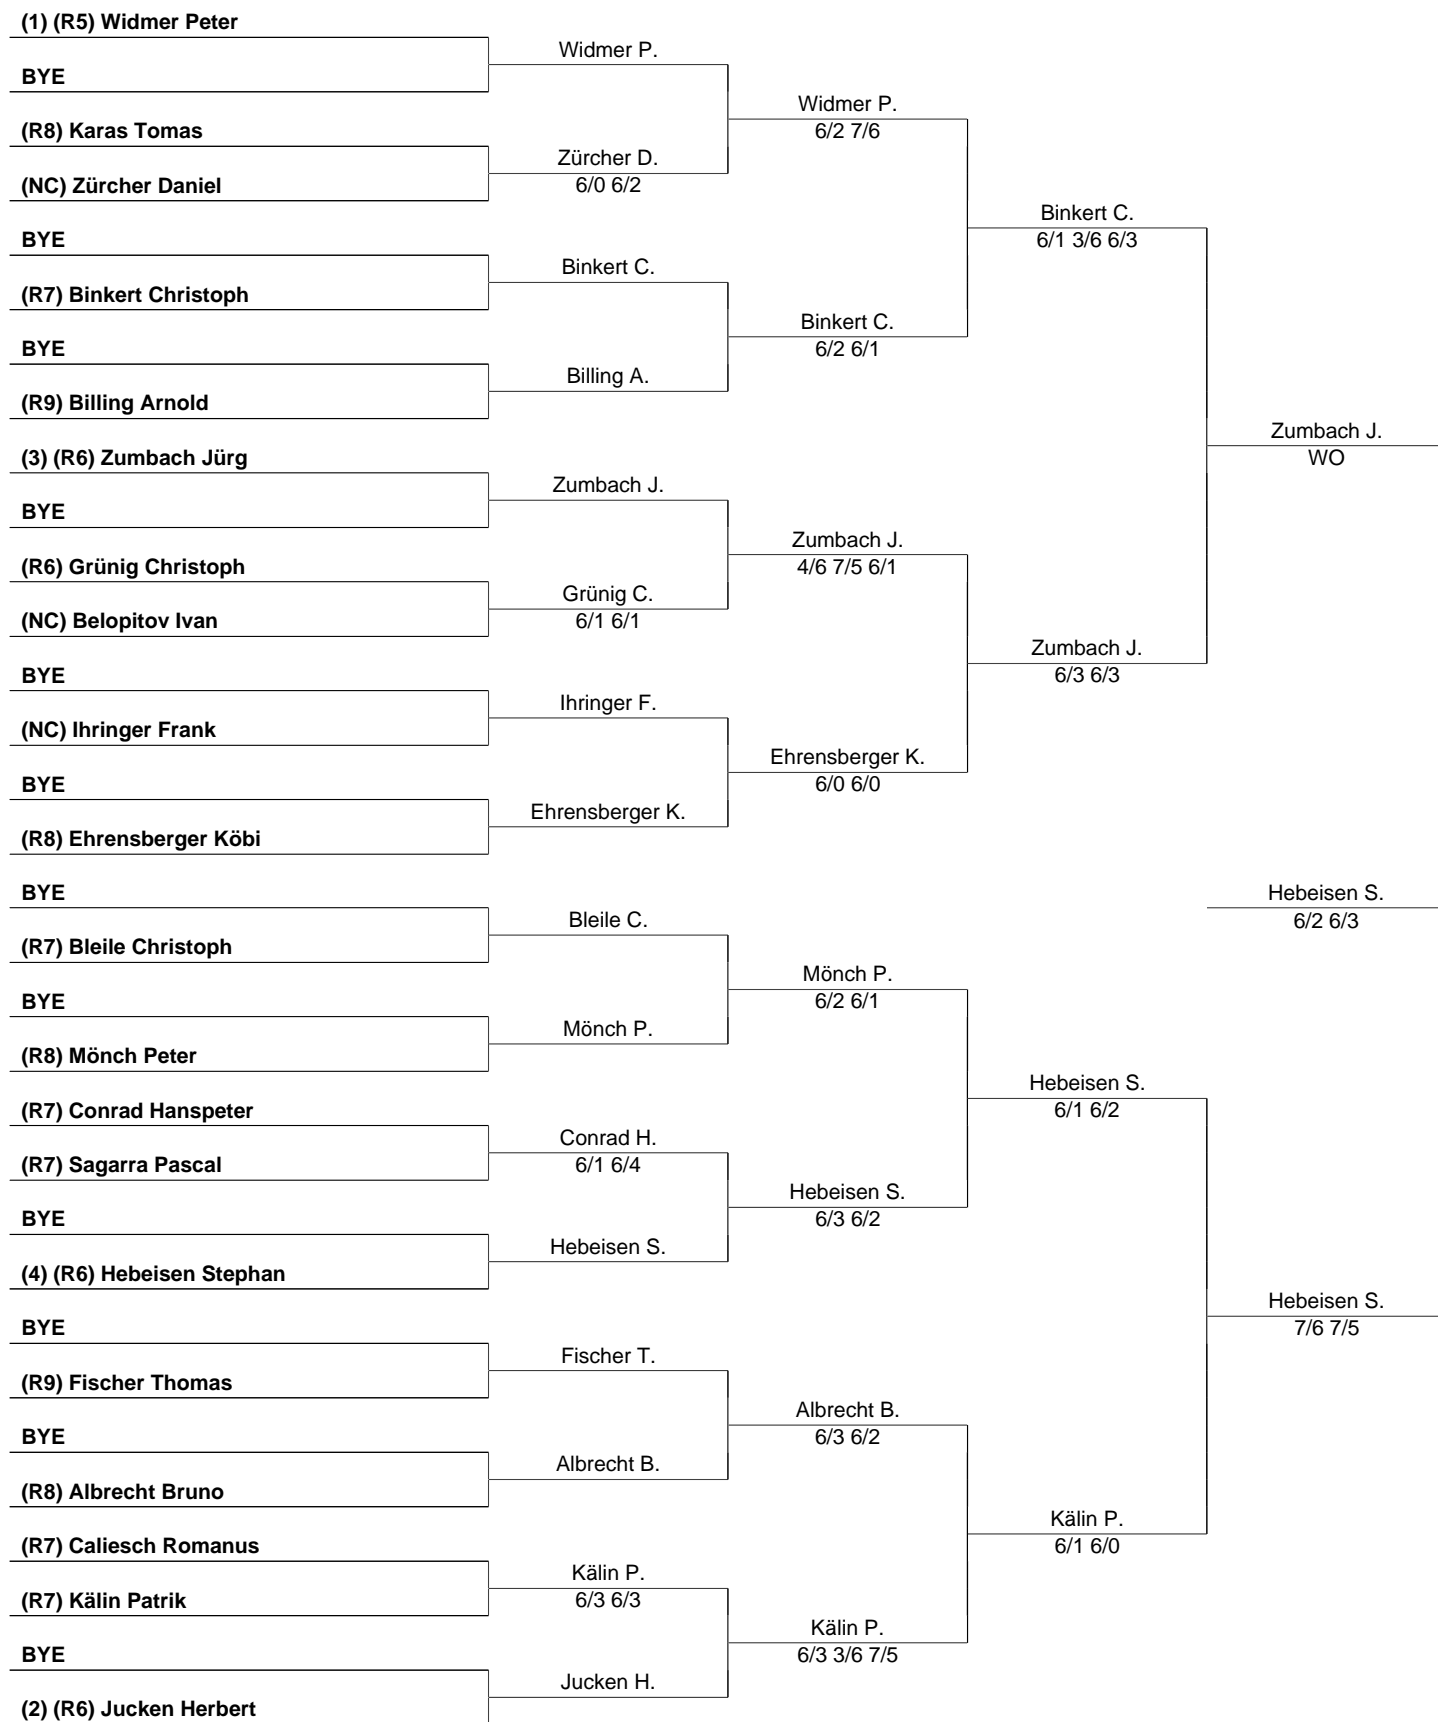 (1) (R5) Widmer Peter
Widmer P.
BYE
Widmer P.
(R8) Karas Tomas
6/2 7/6
Zürcher D.
(NC) Zürcher Daniel
6/0 6/2
Binkert C.
BYE
6/1 3/6 6/3
Binkert C.
(R7) Binkert Christoph
Binkert C.
BYE
6/2 6/1
Billing A.
(R9) Billing Arnold
Zumbach J.
(3) (R6) Zumbach Jürg
WO
Zumbach J.
BYE
Zumbach J.
(R6) Grünig Christoph
4/6 7/5 6/1
Grünig C.
(NC) Belopitov Ivan
6/1 6/1
Zumbach J.
BYE
6/3 6/3
Ihringer F.
(NC) Ihringer Frank
Ehrensberger K.
BYE
6/0 6/0
Ehrensberger K.
(R8) Ehrensberger Köbi
BYE
Hebeisen S.
Bleile C.
6/2 6/3
(R7) Bleile Christoph
Mönch P.
BYE
6/2 6/1
Mönch P.
(R8) Mönch Peter
Hebeisen S.
(R7) Conrad Hanspeter
6/1 6/2
Conrad H.
(R7) Sagarra Pascal
6/1 6/4
Hebeisen S.
BYE
6/3 6/2
Hebeisen S.
(4) (R6) Hebeisen Stephan
Hebeisen S.
BYE
7/6 7/5
Fischer T.
(R9) Fischer Thomas
Albrecht B.
BYE
6/3 6/2
Albrecht B.
(R8) Albrecht Bruno
Kälin P.
(R7) Caliesch Romanus
6/1 6/0
Kälin P.
(R7) Kälin Patrik
6/3 6/3
Kälin P.
BYE
6/3 3/6 7/5
Jucken H.
(2) (R6) Jucken Herbert